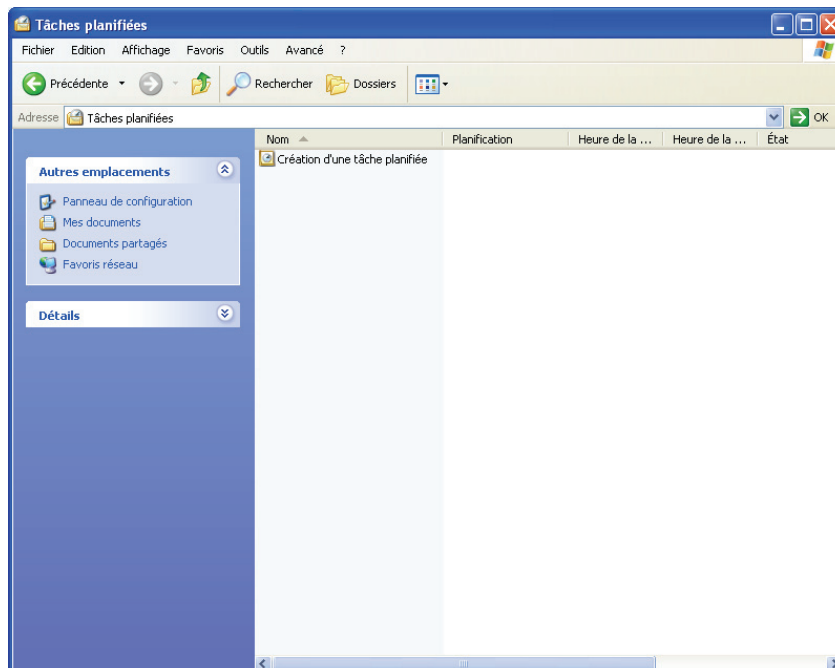 Tâches planifiées
Fichier Edition Affichage Favoris Outils Avancé ?
Précédente Rechercher Dossiers
Adresse Tâches planifiées OK
Nom Planification Heure de la ... Heure de la ... État
Création d'une tâche planifiée
Autres emplacements
Panneau de configuration
Mes documents
Documents partagés
Favoris réseau
Détails